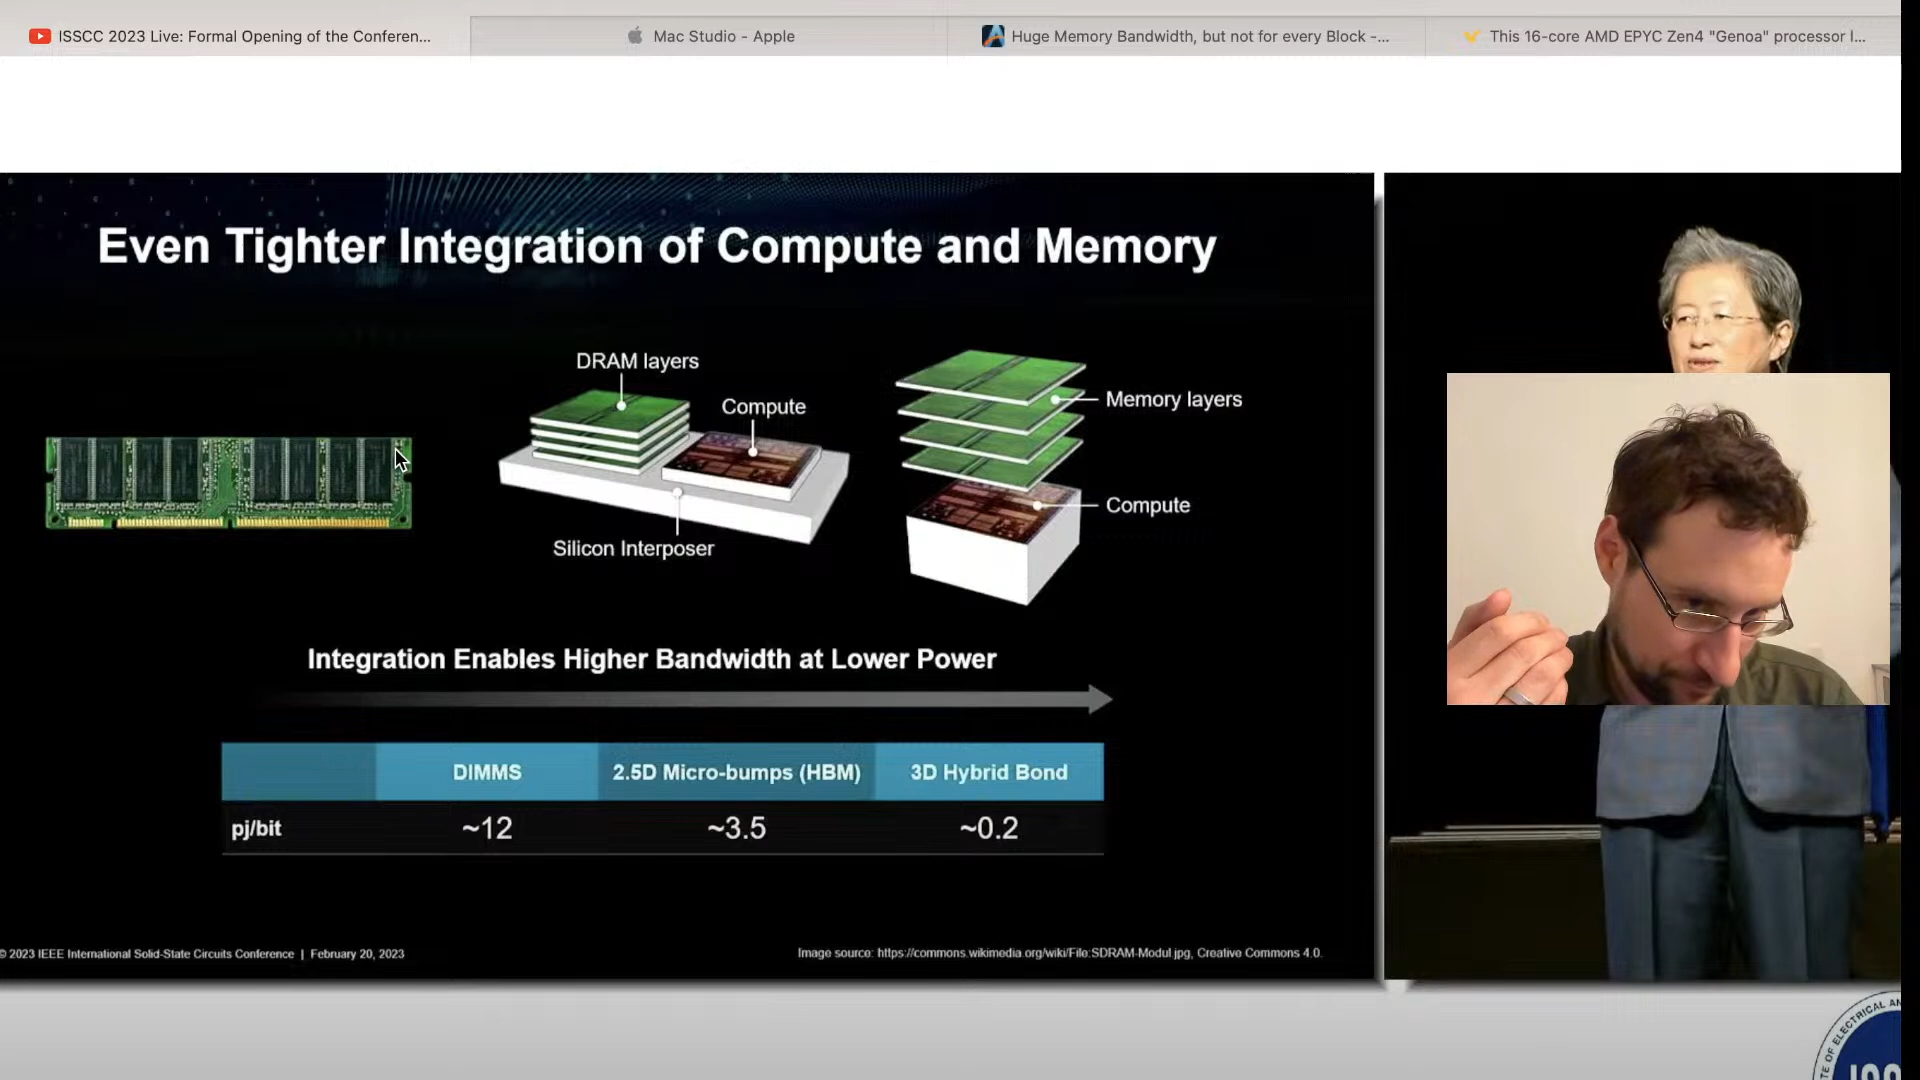 ISSCC 2023 Live: Formal Opening of the Conferen...
Mac Studio - Apple
Huge Memory Bandwidth, but not for every Block -...
This 16-core AMD EPYC Zen4 "Genoa" processor I...
Even Tighter Integration of Compute and Memory
DRAM layers
Compute
Silicon Interposer
Memory layers
Compute
Integration Enables Higher Bandwidth at Lower Power
DIMMS 2.5D Micro-bumps (HBM) 3D Hybrid Bond
pj/bit ~12 ~3.5 ~0.2
© 2023 IEEE International Solid-State Circuits Conference | February 20, 2023
Image source: https://commons.wikimedia.org/wiki/File:SDRAM-Modul.jpg, Creative Commons 4.0.